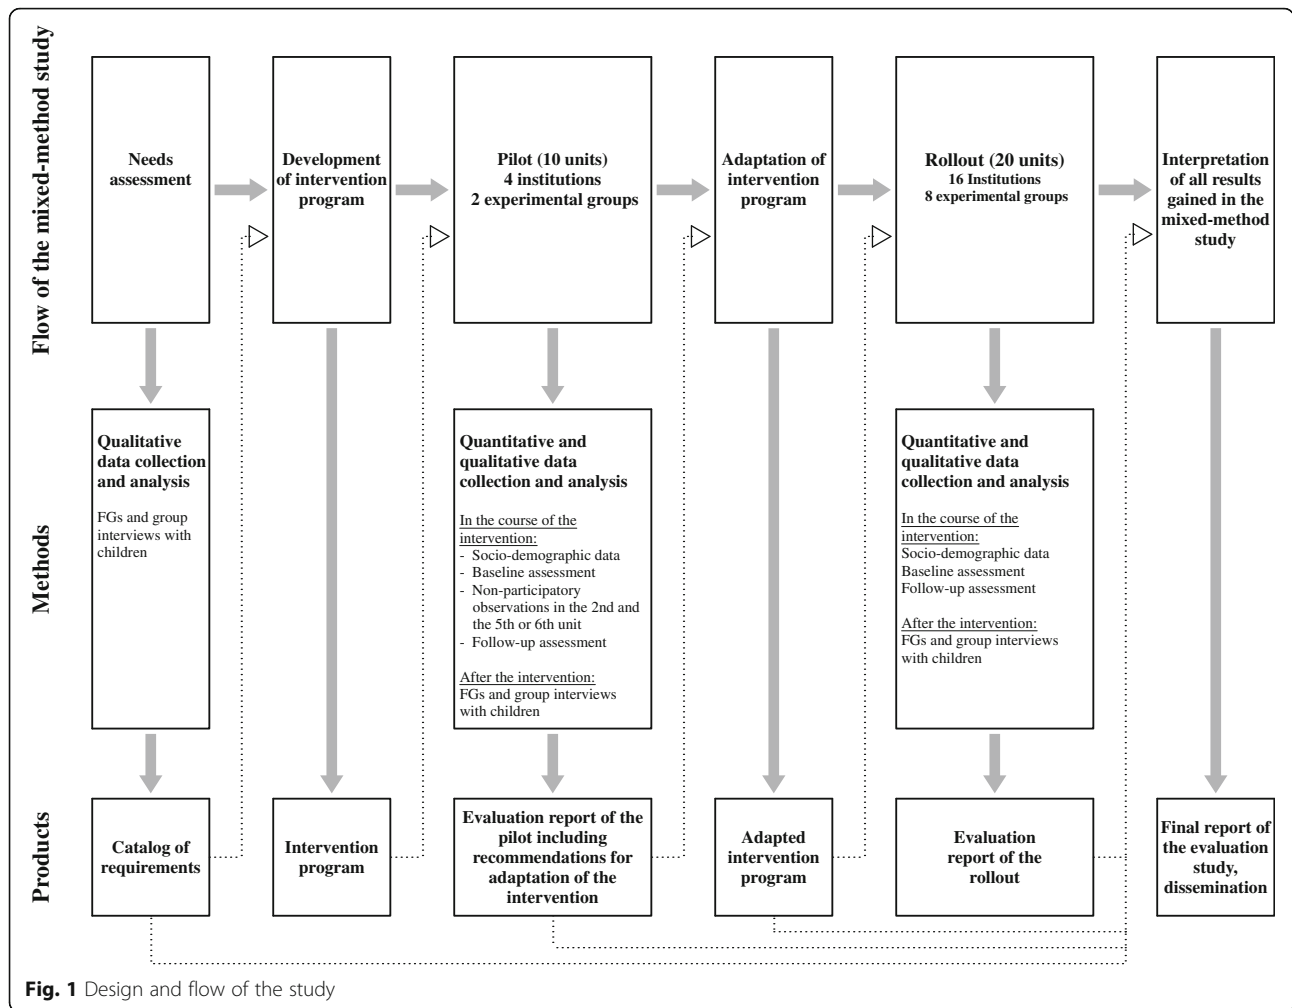 Flow of the mixed-method study
Needs
assessment
Development
of intervention
program
Pilot (10 units)
4 institutions
2 experimental groups
Adaptation of
intervention
program
Rollout (20 units)
16 Institutions
8 experimental groups
Interpretation
of all results
gained in the
mixed-method
study
Methods
Qualitative
data collection
and analysis
FGs and group
interviews with
children
Quantitative and
qualitative data
collection and analysis
In the course of the
intervention:
- Socio-demographic data
- Baseline assessment
- Non-participatory
observations in the 2nd and
the 5th or 6th unit
- Follow-up assessment
After the intervention:
FGs and group interviews
with children
Quantitative and
qualitative data
collection and analysis
In the course of the
intervention:
Socio-demographic data
Baseline assessment
Follow-up assessment
After the intervention:
FGs and group interviews
with children
Products
Catalog of
requirements
Intervention
program
Evaluation report of the
pilot including
recommendations for
adaptation of the
intervention
Adapted
intervention
program
Evaluation
report of the
rollout
Final report of
the evaluation
study,
dissemination
Fig. 1 Design and flow of the study